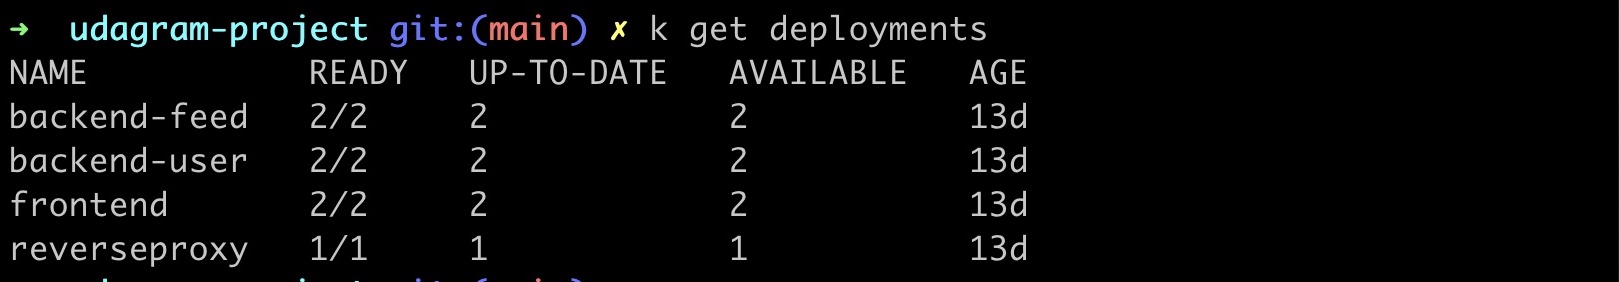 ➜  udagram-project git:(main) ✗ k get deployments
NAME           READY   UP-TO-DATE   AVAILABLE   AGE
backend-feed   2/2     2            2           13d
backend-user   2/2     2            2           13d
frontend       2/2     2            2           13d
reverseproxy   1/1     1            1           13d